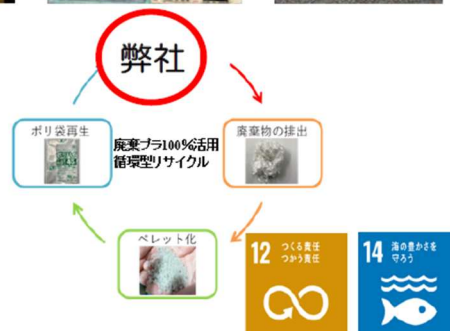 弊社
ポリ袋再生
廃棄プラ100%活用
循環型リサイクル
廃棄物の排出
ペレット化
12 つくる責任
つかう責任
14 海の豊かさを
守ろう